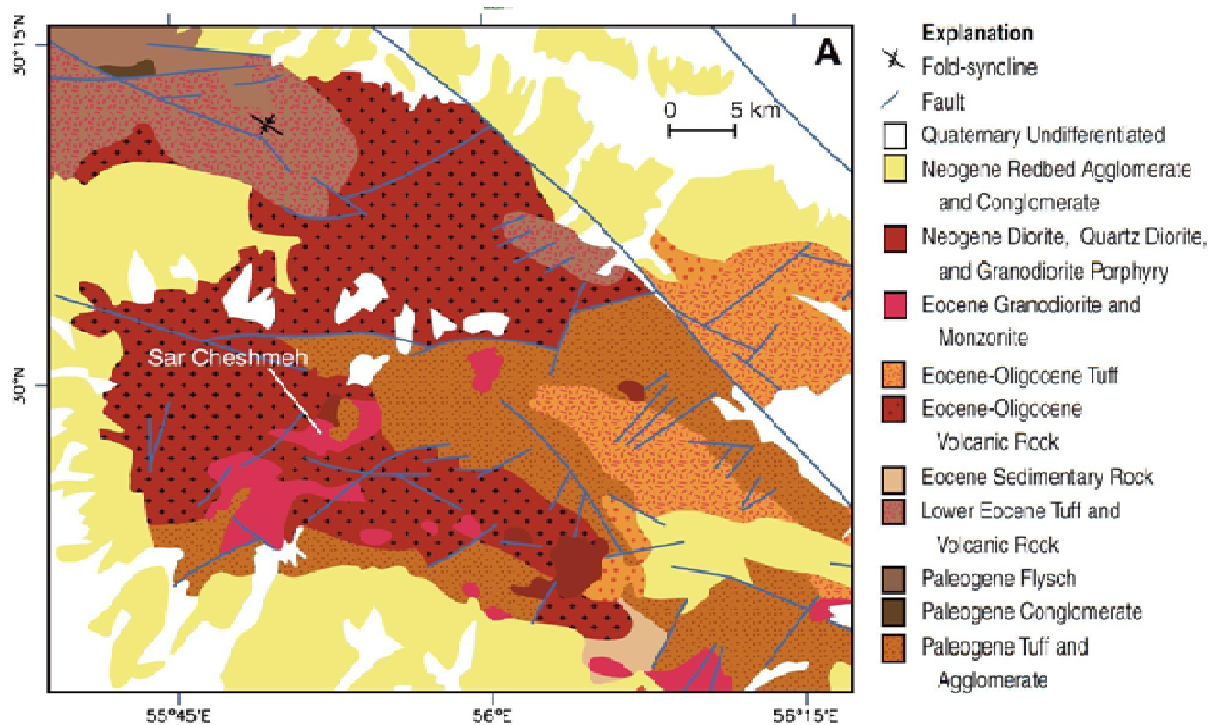 A
30°15'N
0 5 km
Sar Cheshmeh
30°N
55°45'E 56°E 56°15'E
Explanation
Fold-syncline
Fault
Quaternary Undifferentiated
Neogene Redbed Agglomerate
and Conglomerate
Neogene Diorite, Quartz Diorite,
and Granodiorite Porphyry
Eocene Granodiorite and
Monzonite
Eocene-Oligocene Tuff
Eocene-Oligocene
Volcanic Rock
Eocene Sedimentary Rock
Lower Eocene Tuff and
Volcanic Rock
Paleogene Flysch
Paleogene Conglomerate
Paleogene Tuff and
Agglomerate